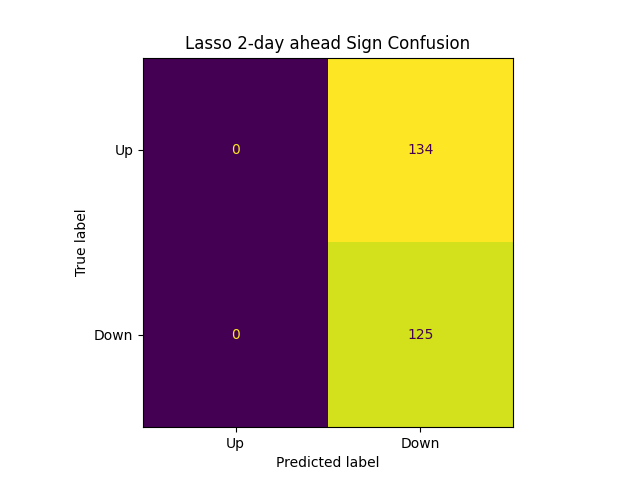 Lasso 2-day ahead Sign Confusion
Up
0
134
True label
Down
0
125
Up
Down
Predicted label